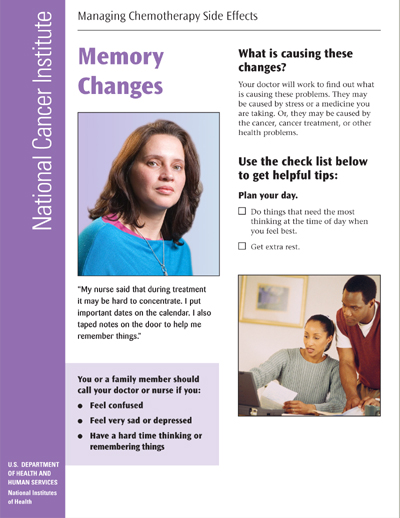 Managing Chemotherapy Side Effects
National Cancer Institute
Memory
Changes
"My nurse said that during treatment
it may be hard to concentrate. I put
important dates on the calendar. I also
taped notes on the door to help me
remember things."
You or a family member should
call your doctor or nurse if you:
● Feel confused
● Feel very sad or depressed
● Have a hard time thinking or
remembering things
What is causing these
changes?
Your doctor will work to find out what
is causing these problems. They may
be caused by stress or a medicine you
are taking. Or, they may be caused by
the cancer, cancer treatment, or other
health problems.
Use the check list below
to get helpful tips:
Plan your day.
☐ Do things that need the most
thinking at the time of day when
you feel best.
☐ Get extra rest.
U.S. DEPARTMENT
OF HEALTH AND
HUMAN SERVICES
National Institutes
of Health